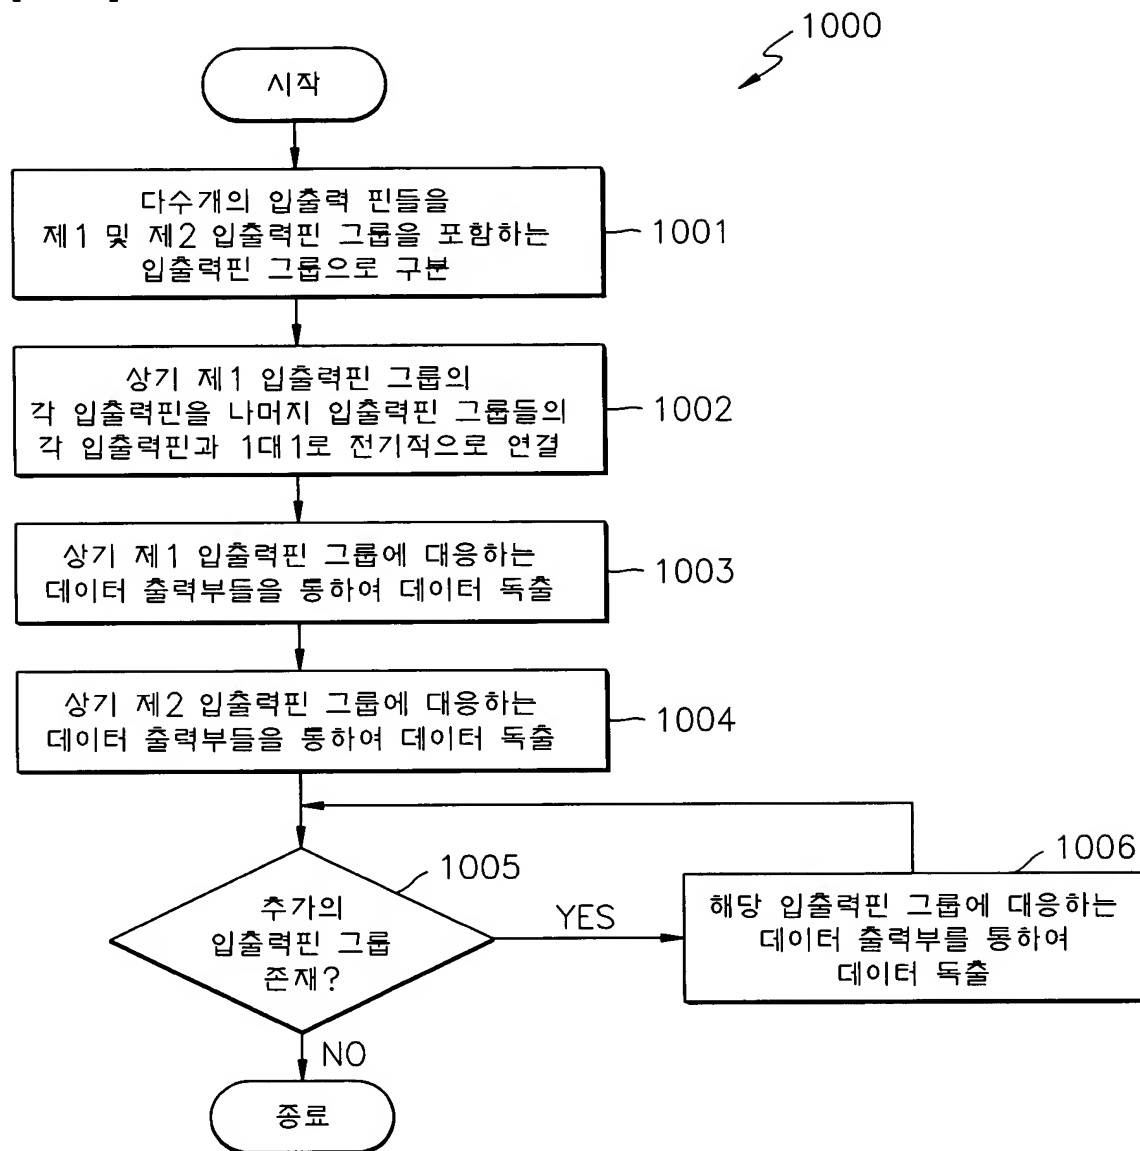 1000
시작
다수개의 입출력 핀들을
제1 및 제2 입출력핀 그룹을 포함하는
입출력핀 그룹으로 구분
1001
상기 제1 입출력핀 그룹의
각 입출력핀을 나머지 입출력핀 그룹들의
각 입출력핀과 1대1로 전기적으로 연결
1002
상기 제1 입출력핀 그룹에 대응하는
데이터 출력부들을 통하여 데이터 독출
1003
상기 제2 입출력핀 그룹에 대응하는
데이터 출력부들을 통하여 데이터 독출
1004
1005
추가의
입출력핀 그룹
존재?
YES
1006
해당 입출력핀 그룹에 대응하는
데이터 출력부를 통하여
데이터 독출
NO
종료